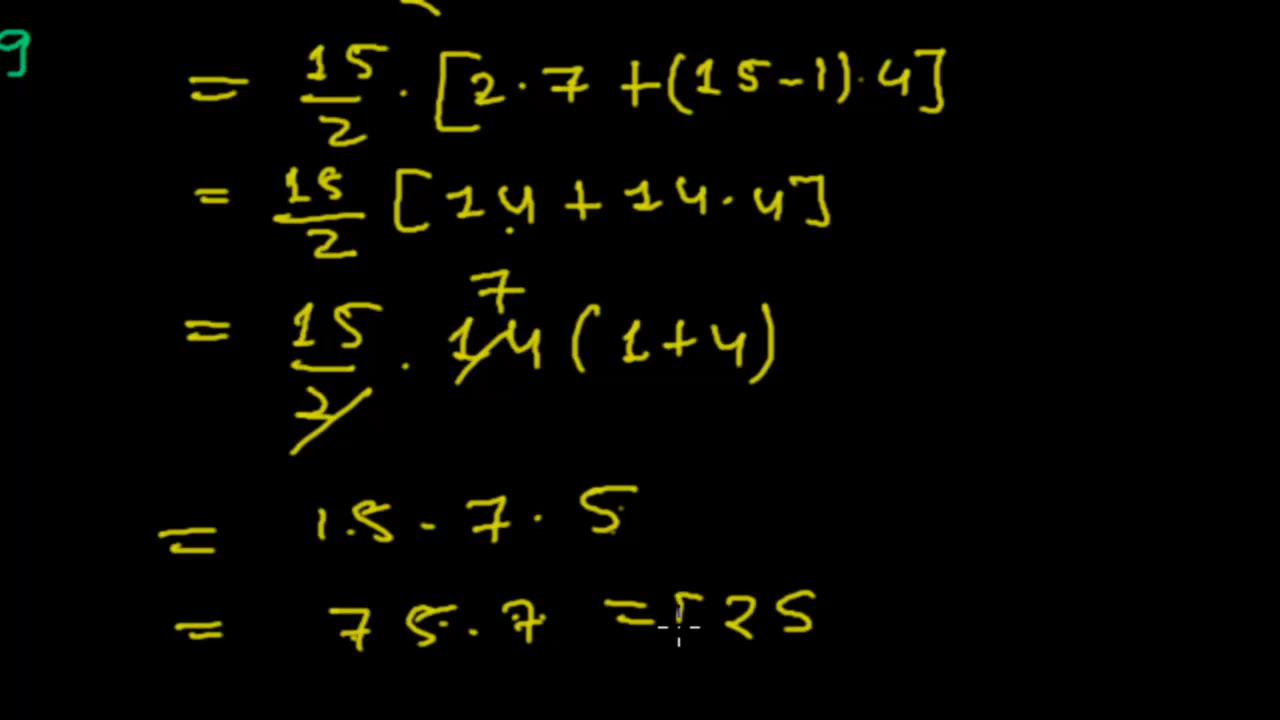 9
= 15/2 . [2.7 + (15-1).4]
= 15/2 [14 + 14.4]
7
= 15/2 . 14 (1+4)
= 15.7.5
= 75.7 = 525